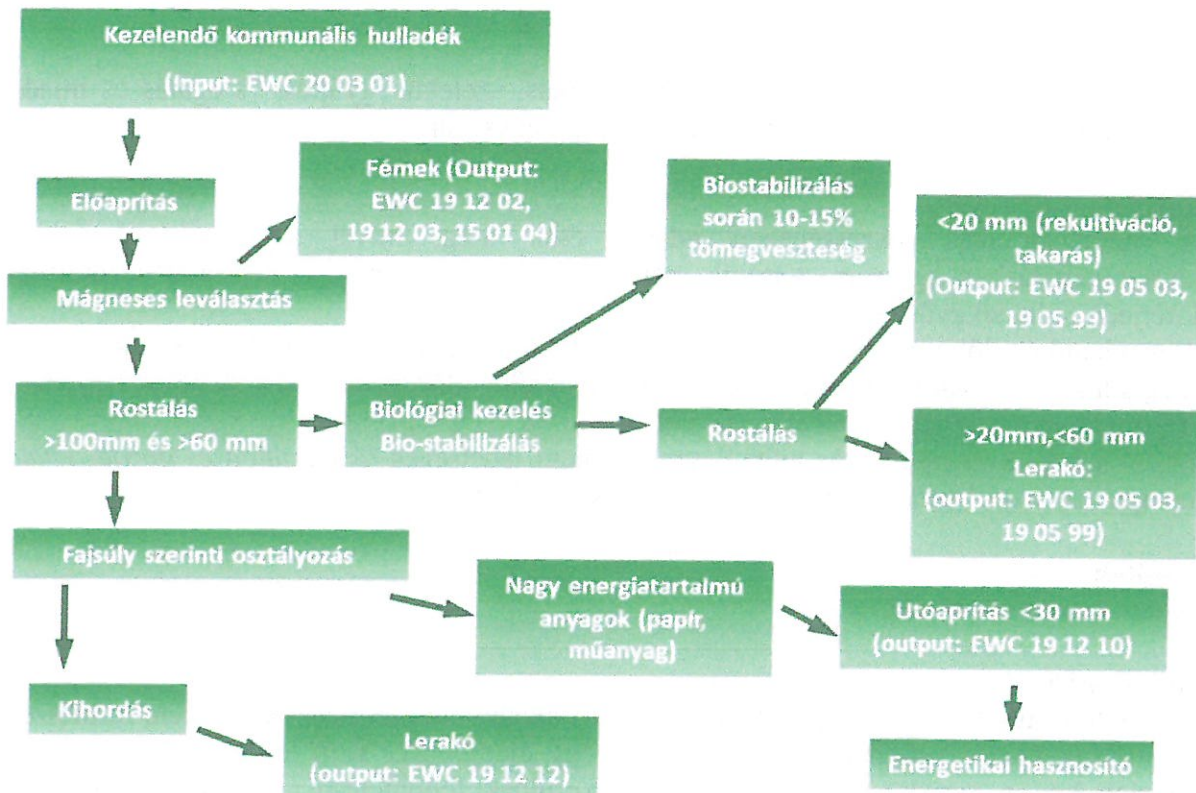 Kezelendő kommunális hulladék
(Input: EWC 20 03 01)
Előaprítás
Fémek (Output:
EWC 19 12 02,
19 12 03, 15 01 04)
Biostabilizálás
során 10-15%
tömegveszteség
<20 mm (rekultiváció,
takarás)
(Output: EWC 19 05 03,
19 05 99)
Mágneses leválasztás
Rostálás
>100mm és >60 mm
Biológiai kezelés
Bio-stabilizálás
Rostálás
>20mm,<60 mm
Lerakó:
(output: EWC 19 05 03,
19 05 99)
Fajsúly szerinti osztályozás
Nagy energiatartalmú
anyagok (papír,
műanyag)
Utóaprítás <30 mm
(output: EWC 19 12 10)
Kihordás
Lerakó
(output: EWC 19 12 12)
Energetikai hasznosító